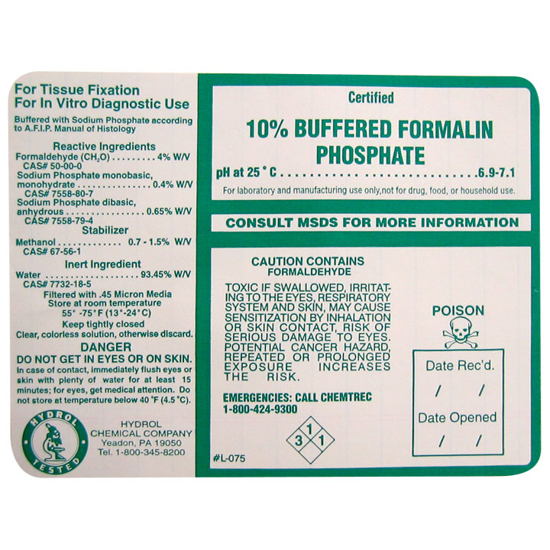 For Tissue Fixation
For In Vitro Diagnostic Use
Buffered with Sodium Phosphate according
to A.F.I.P. Manual of Histology
Reactive Ingredients
Formaldehyde (CH2O) ......... 4% W/V
CAS# 50-00-0
Sodium Phosphate monobasic,
monohydrate ............... 0.4% W/V
CAS# 7558-80-7
Sodium Phosphate dibasic,
anhydrous ................ 0.65% W/V
CAS# 7558-79-4
Stabilizer
Methanol ............ 0.7 - 1.5% W/V
CAS# 67-56-1
Inert Ingredient
Water .................. 93.45% W/V
CAS# 7732-18-5
Filtered with .45 Micron Media
Store at room temperature
55° -75°F (13°-24°C)
Keep tightly closed
Clear, colorless solution, otherwise discard.
DANGER
DO NOT GET IN EYES OR ON SKIN.
In case of contact, immediately flush eyes or
skin with plenty of water for at least 15
minutes; for eyes, get medical attention. Do
not store at temperature below 40°F (4.5°C).
HYDROL
TESTED
HYDROL
CHEMICAL COMPANY
Yeadon, PA 19050
Tel. 1-800-345-8200
Certified
10% BUFFERED FORMALIN
PHOSPHATE
pH at 25°C ................................ 6.9-7.1
For laboratory and manufacturing use only,not for drug, food, or household use.
CONSULT MSDS FOR MORE INFORMATION
CAUTION CONTAINS
FORMALDEHYDE
TOXIC IF SWALLOWED, IRRITAT-
ING TO THE EYES, RESPIRATORY
SYSTEM AND SKIN, MAY CAUSE
SENSITIZATION BY INHALATION
OR SKIN CONTACT, RISK OF
SERIOUS DAMAGE TO EYES.
POTENTIAL CANCER HAZARD,
REPEATED OR PROLONGED
EXPOSURE INCREASES
THE RISK.
EMERGENCIES: CALL CHEMTREC
1-800-424-9300
1
3 1
#L-075
POISON
Date Rec'd.
/ /
Date Opened
/ /